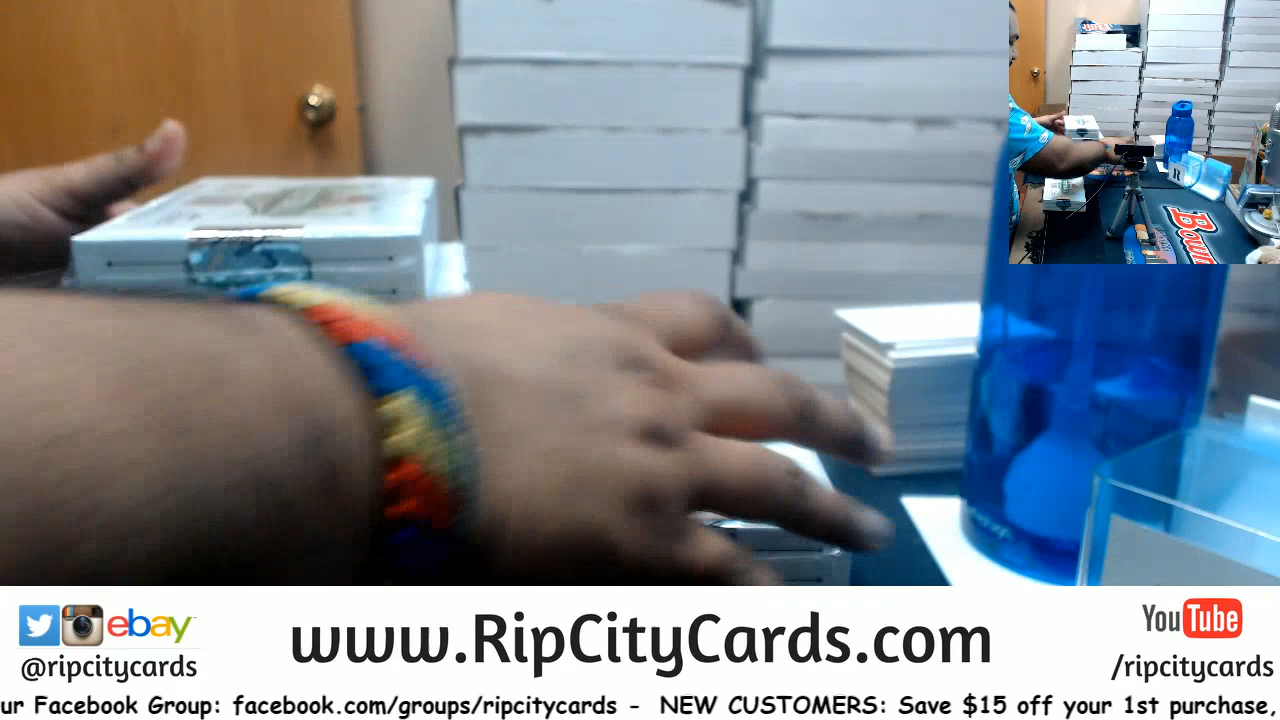 Bowm
R
ebay
www.RipCityCards.com
YouTube
@ripcitycards
/ripcitycards
ur Facebook Group: facebook.com/groups/ripcitycards - NEW CUSTOMERS: Save $15 off your 1st purchase,